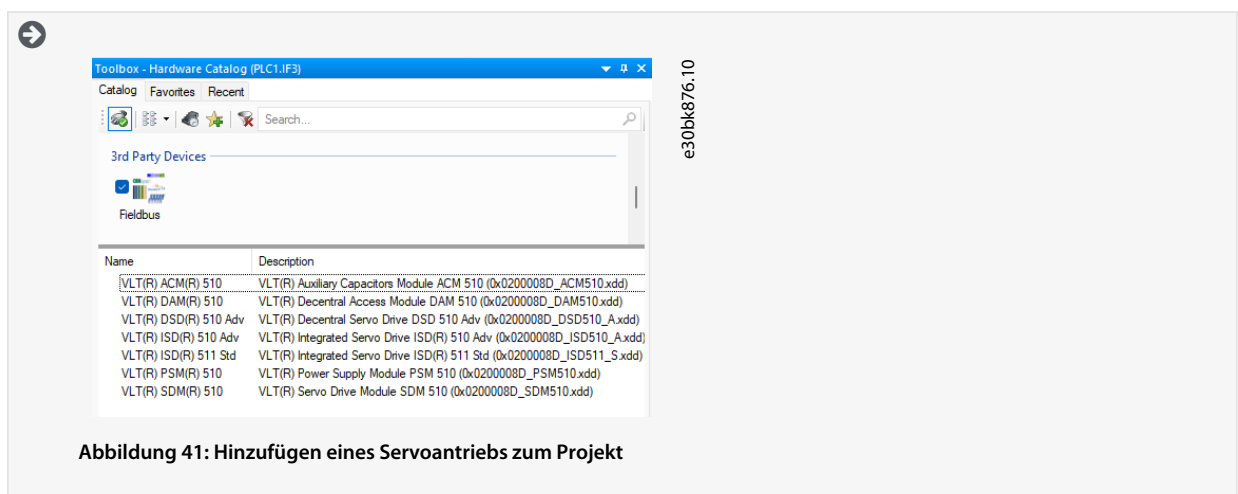 Toolbox - Hardware Catalog (PLC1.IF3)
Catalog Favorites Recent
Search...
3rd Party Devices
Fieldbus
Name Description
VLT(R) ACM(R) 510 VLT(R) Auxiliary Capacitors Module ACM 510 (0x0200008D_ACM510.xdd)
VLT(R) DAM(R) 510 VLT(R) Decentral Access Module DAM 510 (0x0200008D_DAM510.xdd)
VLT(R) DSD(R) 510 Adv VLT(R) Decentral Servo Drive DSD 510 Adv (0x0200008D_DSD510_A.xdd)
VLT(R) ISD(R) 510 Adv VLT(R) Integrated Servo Drive ISD(R) 510 Adv (0x0200008D_ISD510_A.xdd)
VLT(R) ISD(R) 511 Std VLT(R) Integrated Servo Drive ISD(R) 511 Std (0x0200008D_ISD511_S.xdd)
VLT(R) PSM(R) 510 VLT(R) Power Supply Module PSM 510 (0x0200008D_PSM510.xdd)
VLT(R) SDM(R) 510 VLT(R) Servo Drive Module SDM 510 (0x0200008D_SDM510.xdd)
e30bk876.10
Abbildung 41: Hinzufügen eines Servoantriebs zum Projekt